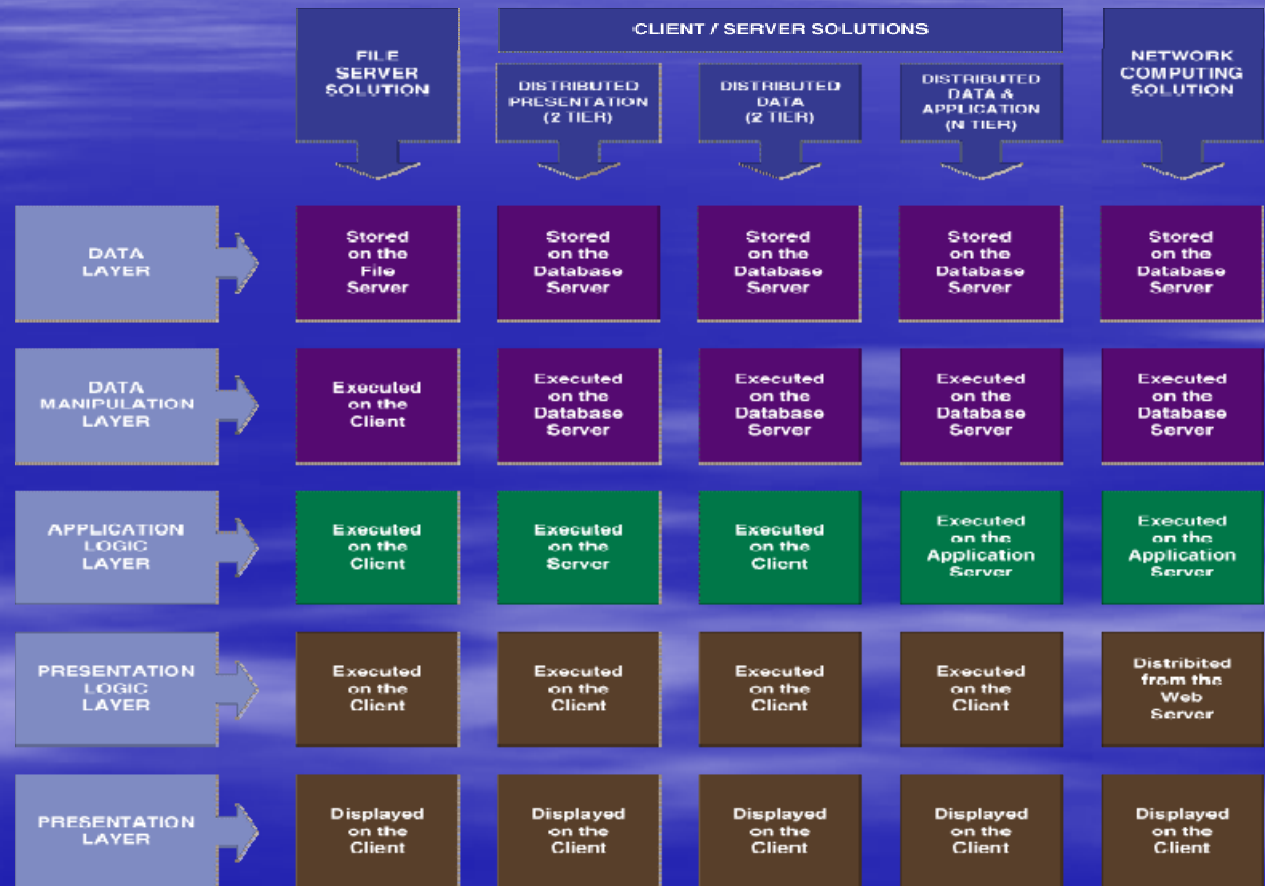 CLIENT / SERVER SOLUTIONS
FILE
SERVER
SOLUTION
DISTRIBUTED
PRESENTATION
(2 TIER)
DISTRIBUTED
DATA
(2 TIER)
DISTRIBUTED
DATA &
APPLICATION
(N TIER)
NETWORK
COMPUTING
SOLUTION
DATA
LAYER
Stored
on the
File
Server
Stored
on the
Database
Server
Stored
on the
Database
Server
Stored
on the
Database
Server
Stored
on the
Database
Server
DATA
MANIPULATION
LAYER
Executed
on the
Client
Executed
on the
Database
Server
Executed
on the
Database
Server
Executed
on the
Database
Server
Executed
on the
Database
Server
APPLICATION
LOGIC
LAYER
Executed
on the
Client
Executed
on the
Server
Executed
on the
Client
Executed
on the
Application
Server
Executed
on the
Application
Server
PRESENTATION
LOGIC
LAYER
Executed
on the
Client
Executed
on the
Client
Executed
on the
Client
Executed
on the
Client
Distribited
from the
Web
Server
PRESENTATION
LAYER
Displayed
on the
Client
Displayed
on the
Client
Displayed
on the
Client
Displayed
on the
Client
Displayed
on the
Client